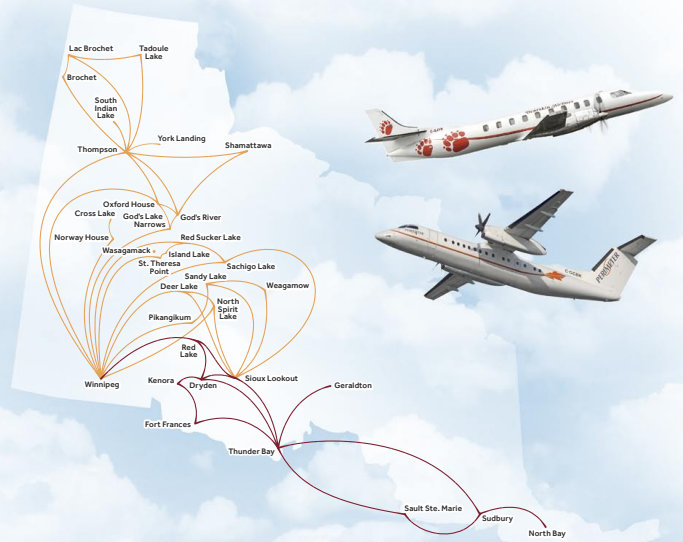 Lac Brochet
Tadoule
Lake
Brochet
South
Indian
Lake
York Landing
Thompson
Shamattawa
Oxford House
Cross Lake
God's Lake
Narrows
God's River
Norway House
Red Sucker Lake
Wasagamack
Island Lake
St. Theresa
Point
Sachigo Lake
Sandy Lake
Deer Lake
Weagamow
North
Spirit
Lake
Pikangikum
Red
Lake
Winnipeg
Kenora
Dryden
Sioux Lookout
Geraldton
Fort Frances
Thunder Bay
Sault Ste. Marie
Sudbury
North Bay
PERIMETER